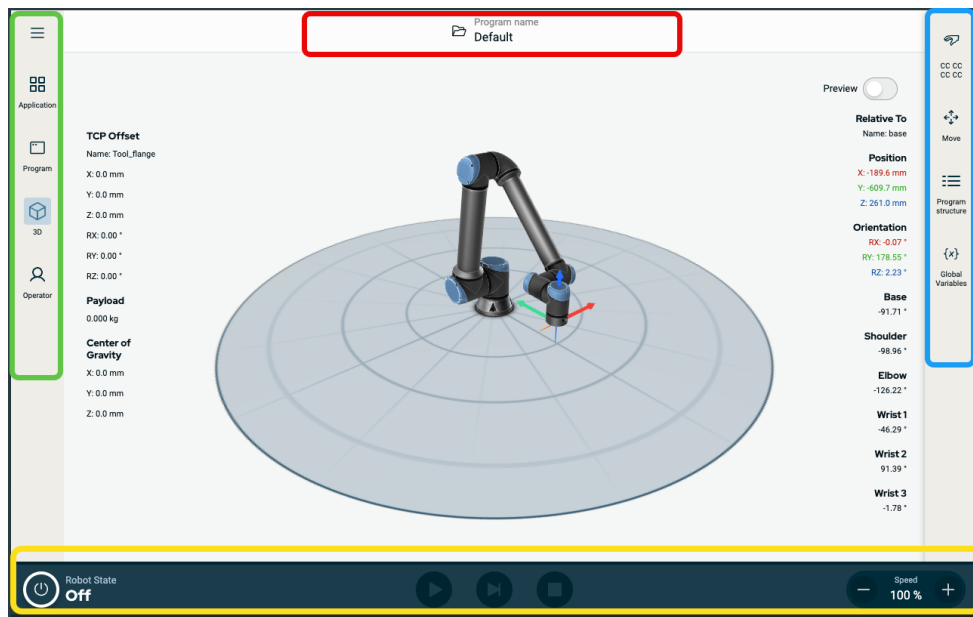 Program name
Default
Application
Program
3D
Operator
TCP Offset
Name: Tool_flange
X: 0.0 mm
Y: 0.0 mm
Z: 0.0 mm
RX: 0.00 °
RY: 0.00 °
RZ: 0.00 °
Payload
0.000 kg
Center of
Gravity
X: 0.0 mm
Y: 0.0 mm
Z: 0.0 mm
Preview
Relative To
Name: base
Position
X: -189.6 mm
Y: -609.7 mm
Z: 261.0 mm
Orientation
RX: -0.07 °
RY: 178.55 °
RZ: 2.23 °
Base
-91.71 °
Shoulder
-98.96 °
Elbow
-126.22 °
Wrist 1
-46.29 °
Wrist 2
91.39 °
Wrist 3
-1.78 °
CC CC
CC CC
Move
Program
structure
{x}
Global
Variables
Robot State
Off
Speed
100 %